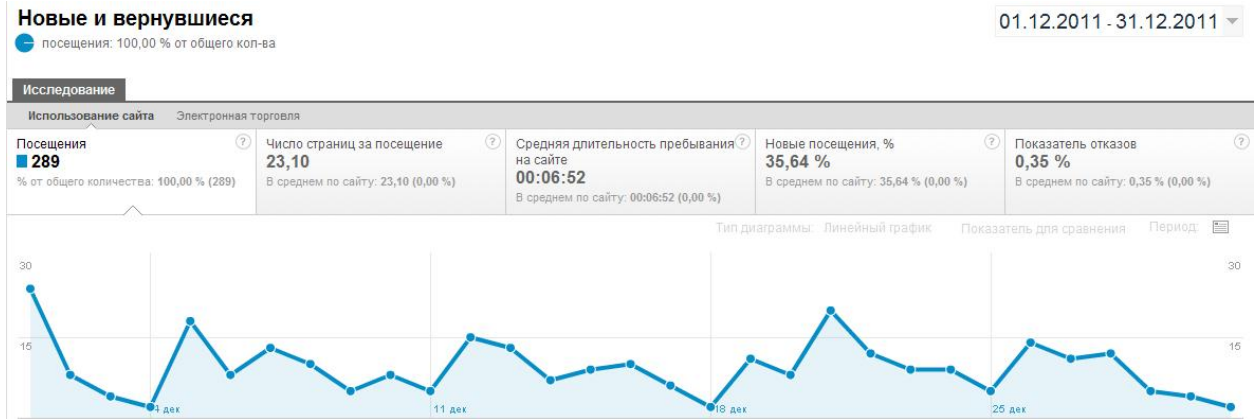 Новые и вернувшиеся
посещения: 100,00 % от общего кол-ва
01.12.2011 - 31.12.2011
Исследование
Использование сайта Электронная торговля
Посещения
289
% от общего количества: 100,00 % (289)
Число страниц за посещение
23,10
В среднем по сайту: 23,10 (0,00 %)
Средняя длительность пребывания
на сайте
00:06:52
В среднем по сайту: 00:06:52 (0,00 %)
Новые посещения, %
35,64 %
В среднем по сайту: 35,64 % (0,00 %)
Показатель отказов
0,35 %
В среднем по сайту: 0,35 % (0,00 %)
Тип диаграммы: Линейный график Показатель для сравнения Период:
30 30
15 15
4 дек 11 дек 18 дек 25 дек